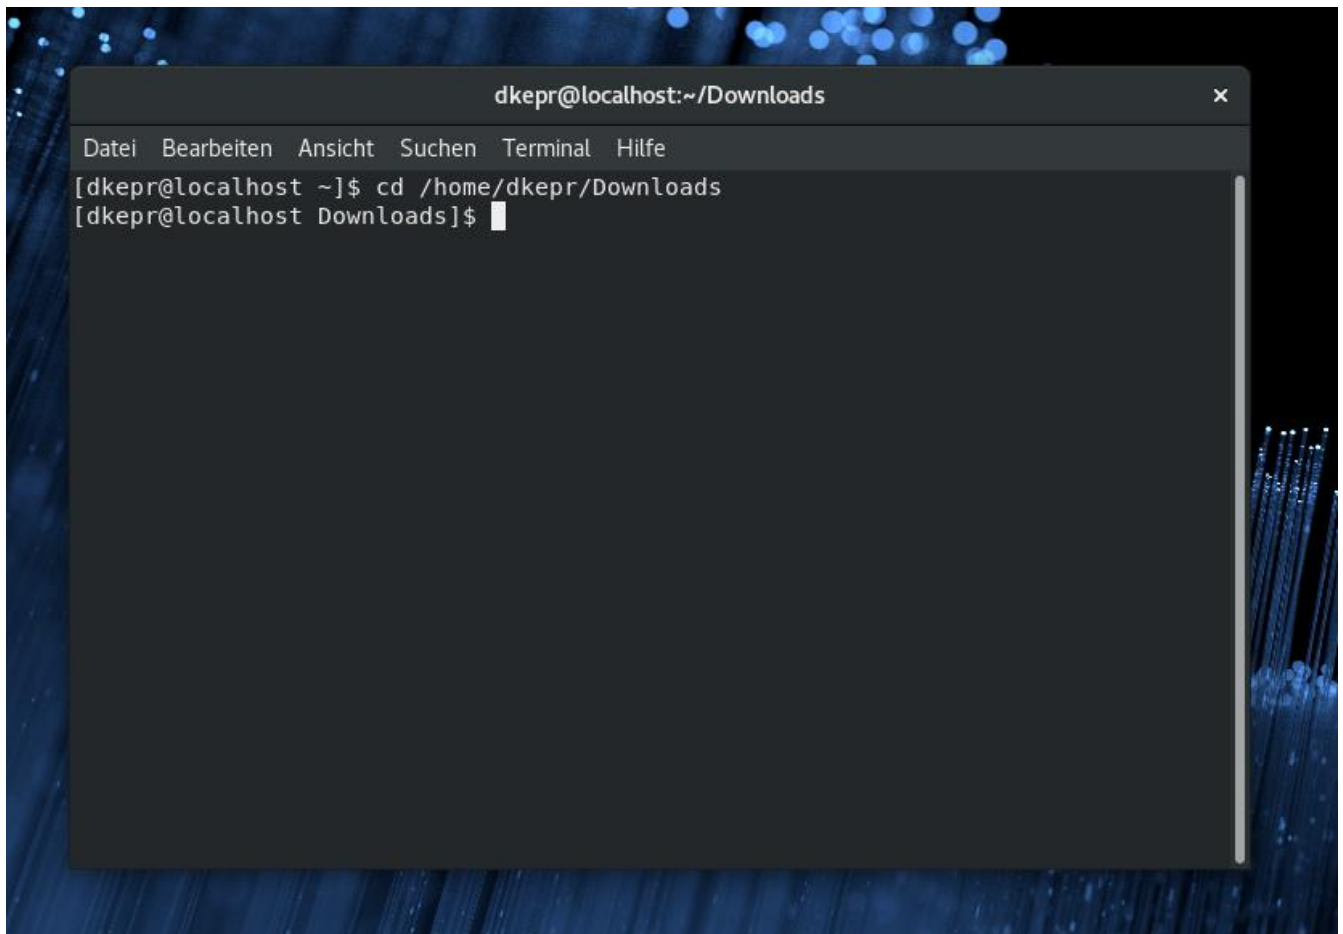 dkepr@localhost:~/Downloads ×
Datei Bearbeiten Ansicht Suchen Terminal Hilfe
[dkepr@localhost ~]$ cd /home/dkepr/Downloads
[dkepr@localhost Downloads]$